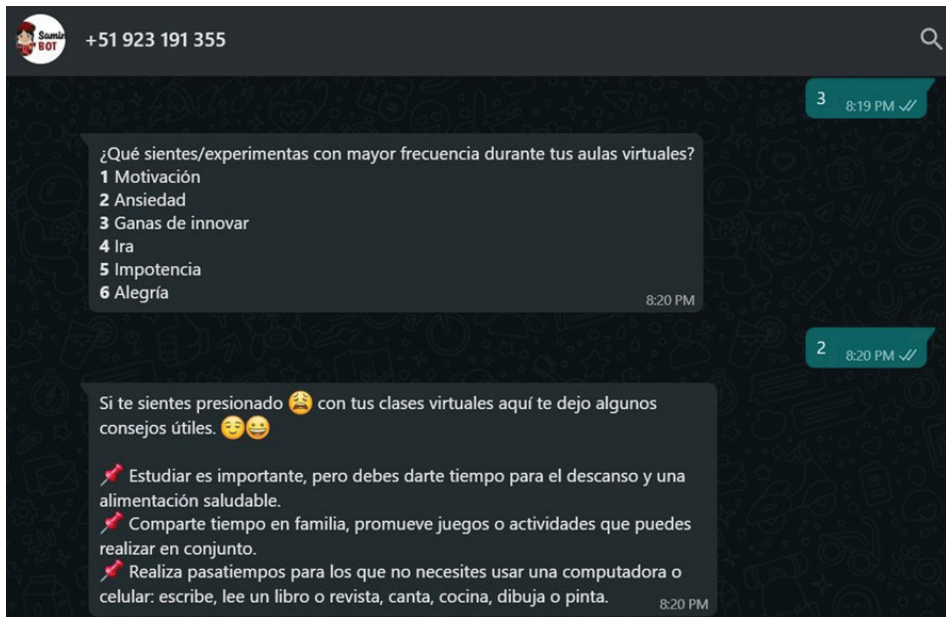 Samin
BOT
+51 923 191 355
3
8:19 PM
¿Qué sientes/experimentas con mayor frecuencia durante tus aulas virtuales?
1 Motivación
2 Ansiedad
3 Ganas de innovar
4 Ira
5 Impotencia
6 Alegría
8:20 PM
2
8:20 PM
Si te sientes presionado 😩 con tus clases virtuales aquí te dejo algunos
consejos útiles. 😌😀
📌 Estudiar es importante, pero debes darte tiempo para el descanso y una
alimentación saludable.
📌 Comparte tiempo en familia, promueve juegos o actividades que puedes
realizar en conjunto.
📌 Realiza pasatiempos para los que no necesites usar una computadora o
celular: escribe, lee un libro o revista, canta, cocina, dibuja o pinta.
8:20 PM